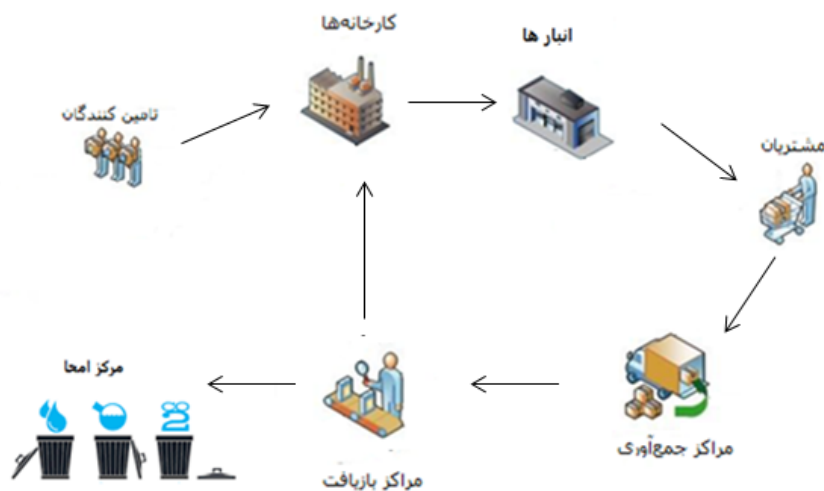 کارخانه‌ها
انبار ها
تامین کنندگان
مشتریان
مرکز امحا
مراکز جمع‌آوری
مراکز بازیافت